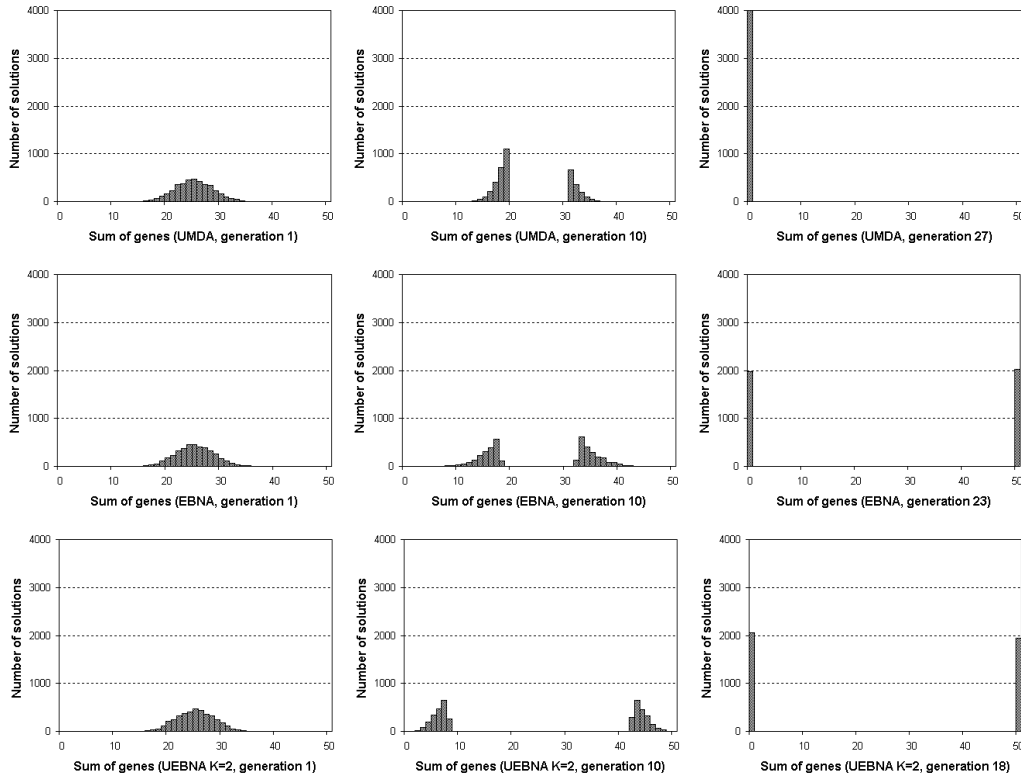 4000
3000
2000
1000
0
Number of solutions
0 10 20 30 40 50
Sum of genes (UMDA, generation 1)
4000
3000
2000
1000
0
Number of solutions
0 10 20 30 40 50
Sum of genes (UMDA, generation 10)
4000
3000
2000
1000
0
Number of solutions
0 10 20 30 40 50
Sum of genes (UMDA, generation 27)
4000
3000
2000
1000
0
Number of solutions
0 10 20 30 40 50
Sum of genes (EBNA, generation 1)
4000
3000
2000
1000
0
Number of solutions
0 10 20 30 40 50
Sum of genes (EBNA, generation 10)
4000
3000
2000
1000
0
Number of solutions
0 10 20 30 40 50
Sum of genes (EBNA, generation 23)
4000
3000
2000
1000
0
Number of solutions
0 10 20 30 40 50
Sum of genes (UEBNA K=2, generation 1)
4000
3000
2000
1000
0
Number of solutions
0 10 20 30 40 50
Sum of genes (UEBNA K=2, generation 10)
4000
3000
2000
1000
0
Number of solutions
0 10 20 30 40 50
Sum of genes (UEBNA K=2, generation 18)